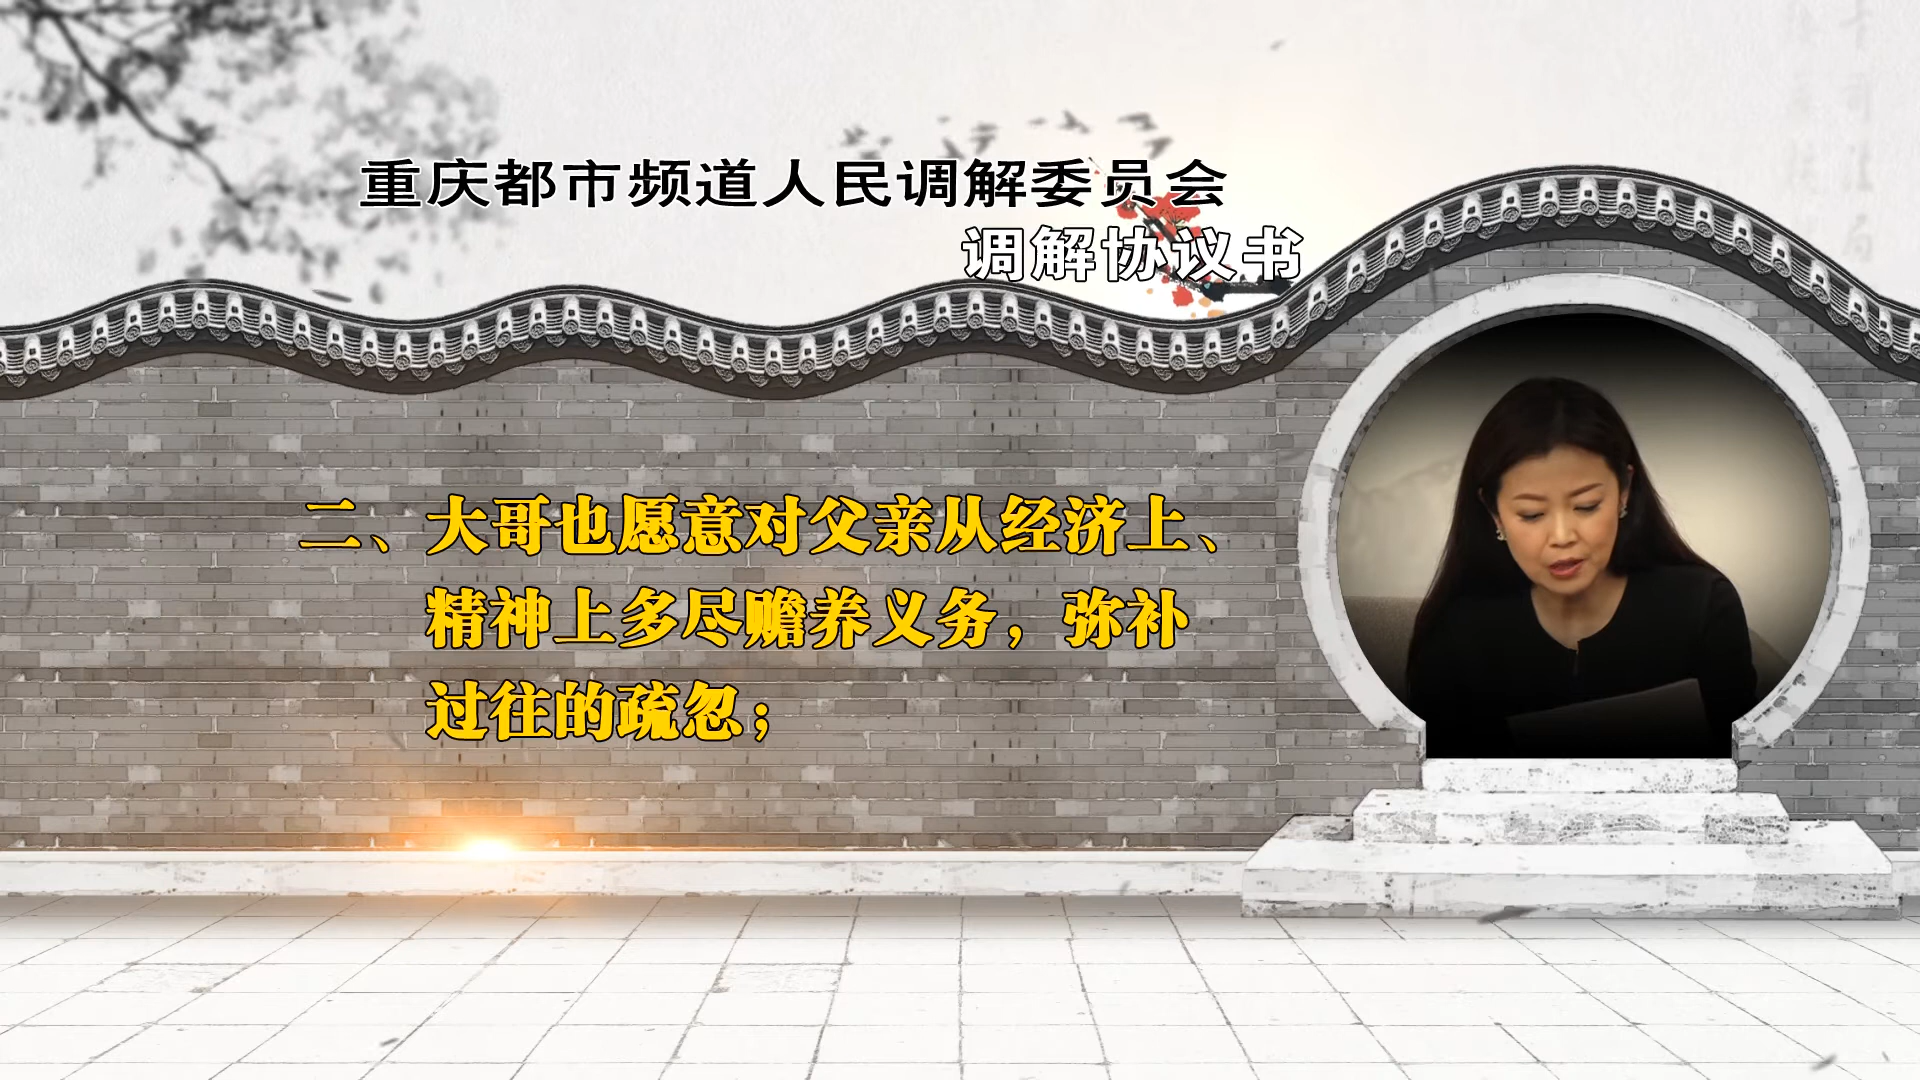 重庆都市频道人民调解委员会
调解协议书
二、大哥也愿意对父亲从经济上、
精神上多尽赡养义务，弥补
过往的疏忽；